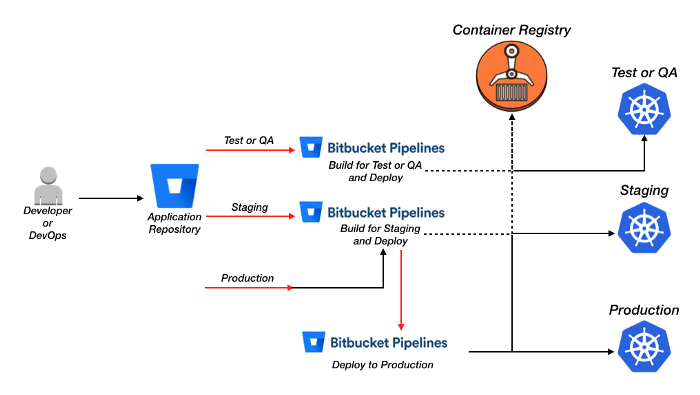 Container Registry
Test or QA
Test or QA
Bitbucket Pipelines
Build for Test or QA
and Deploy
Developer
or
DevOps
Application
Repository
Staging
Bitbucket Pipelines
Build for Staging
and Deploy
Staging
Production
Bitbucket Pipelines
Deploy to Production
Production